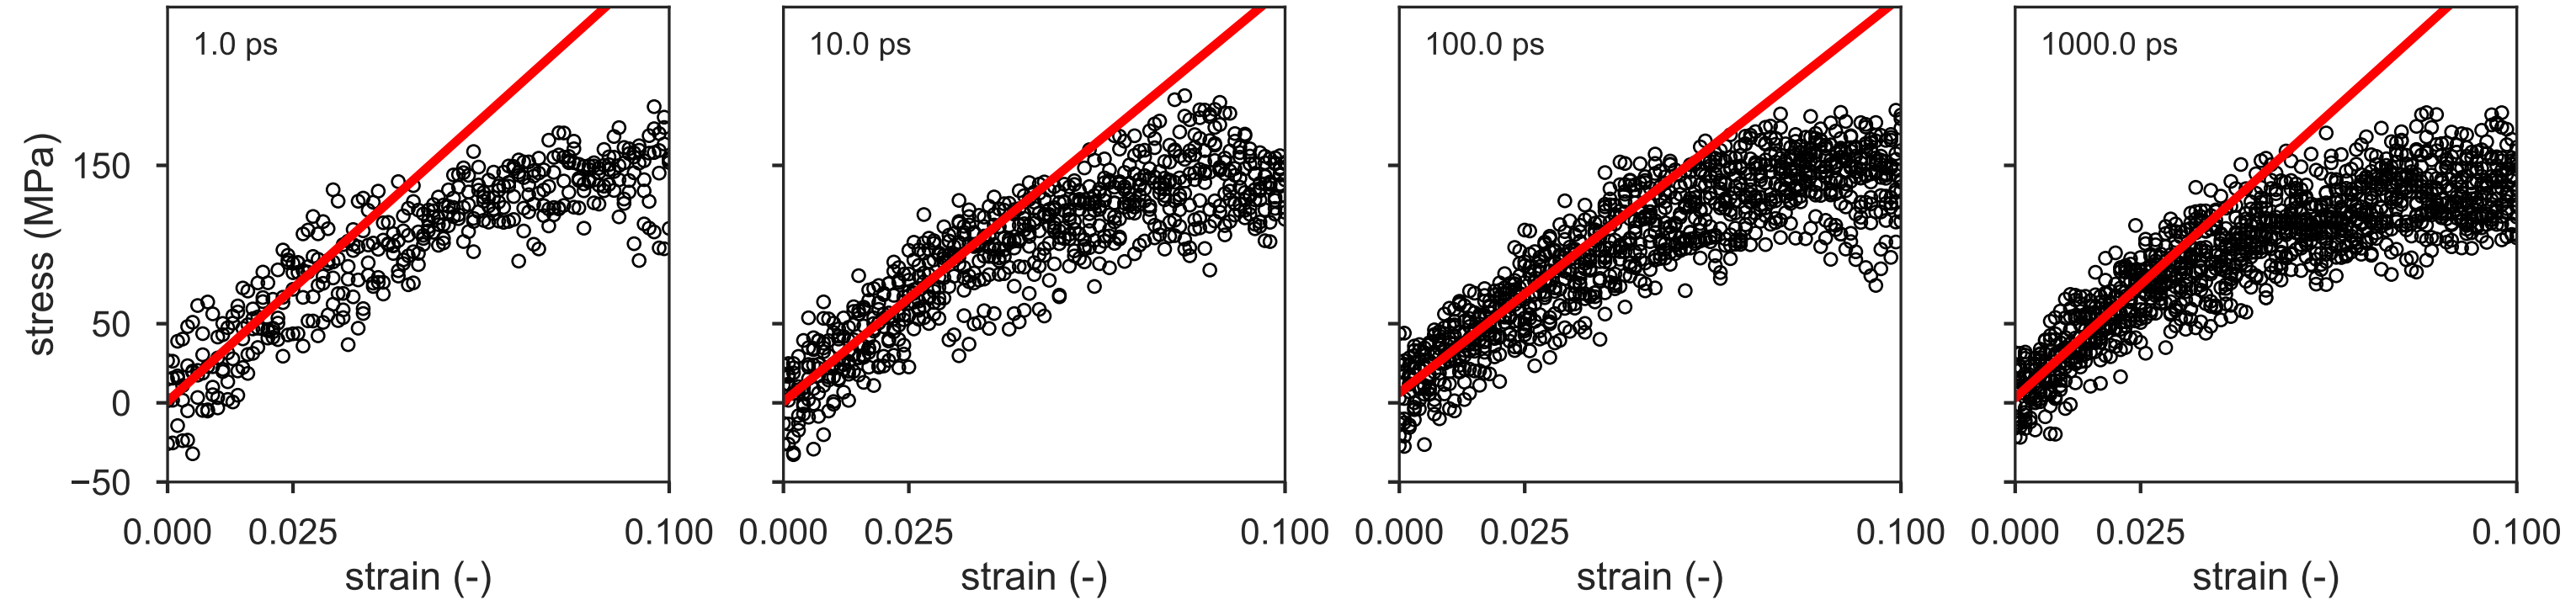 1.0 ps
10.0 ps
100.0 ps
1000.0 ps
stress (MPa)
150
50
0
−50
0.000 0.025 0.100
0.000 0.025 0.100
0.000 0.025 0.100
0.000 0.025 0.100
strain (-)
strain (-)
strain (-)
strain (-)